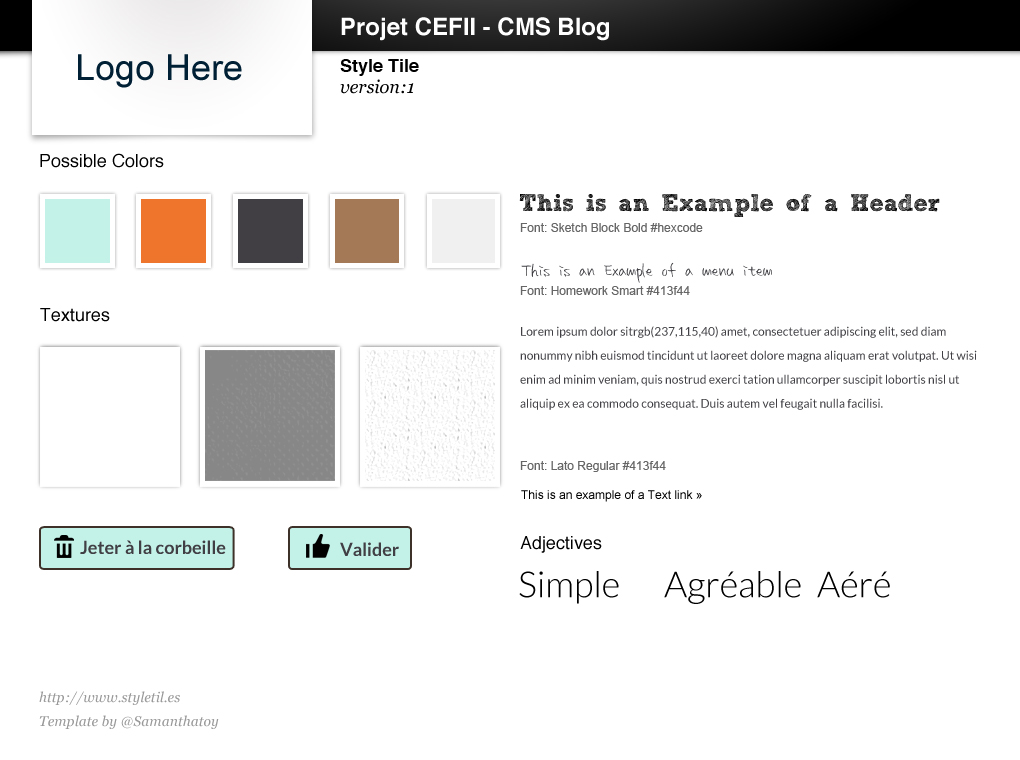 Projet CEFII - CMS Blog
Logo Here
Style Tile
version:1
Possible Colors
This is an Example of a Header
Font: Sketch Block Bold #hexcode
This is an Example of a menu item
Font: Homework Smart #413f44
Textures
Lorem ipsum dolor sitrgb(237,115,40) amet, consectetuer adipiscing elit, sed diam
nonummy nibh euismod tincidunt ut laoreet dolore magna aliquam erat volutpat. Ut wisi
enim ad minim veniam, quis nostrud exerci tation ullamcorper suscipit lobortis nisl ut
aliquip ex ea commodo consequat. Duis autem vel feugait nulla facilisi.
Font: Lato Regular #413f44
This is an example of a Text link »
Jeter à la corbeille
Valider
Adjectives
Simple Agréable Aéré
http://www.styletil.es
Template by @Samanthatoy